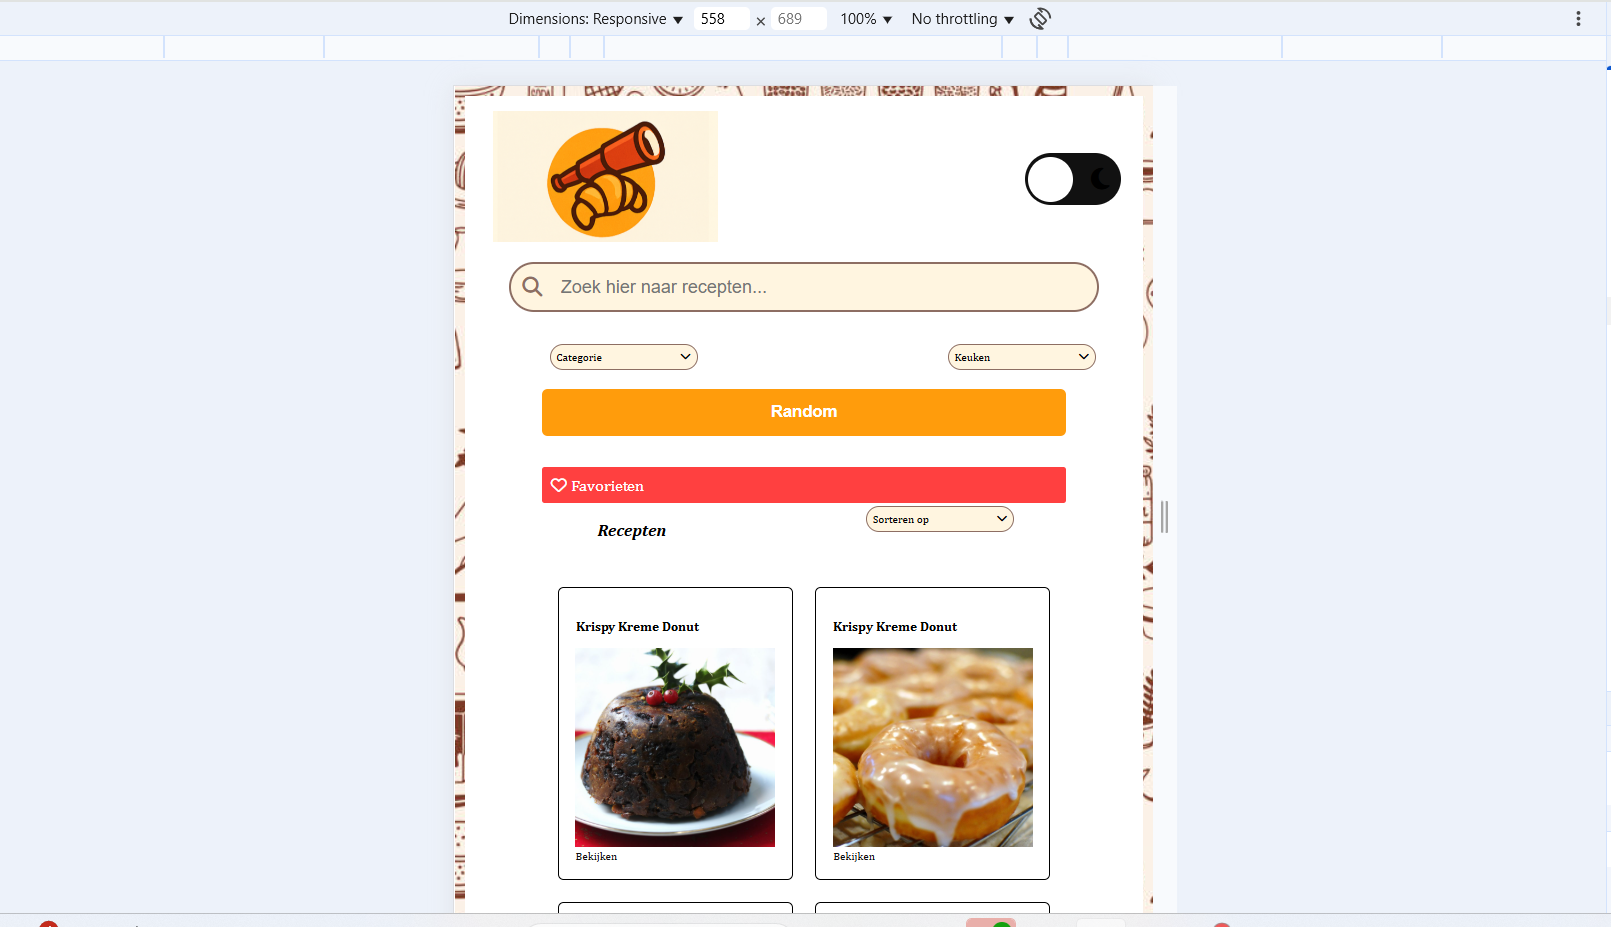 Dimensions: Responsive 558 × 689 100% No throttling
Zoek hier naar recepten...
Categorie Keuken
Random
Favorieten
Sorteren op
Recepten
Krispy Kreme Donut Krispy Kreme Donut
Bekijken Bekijken